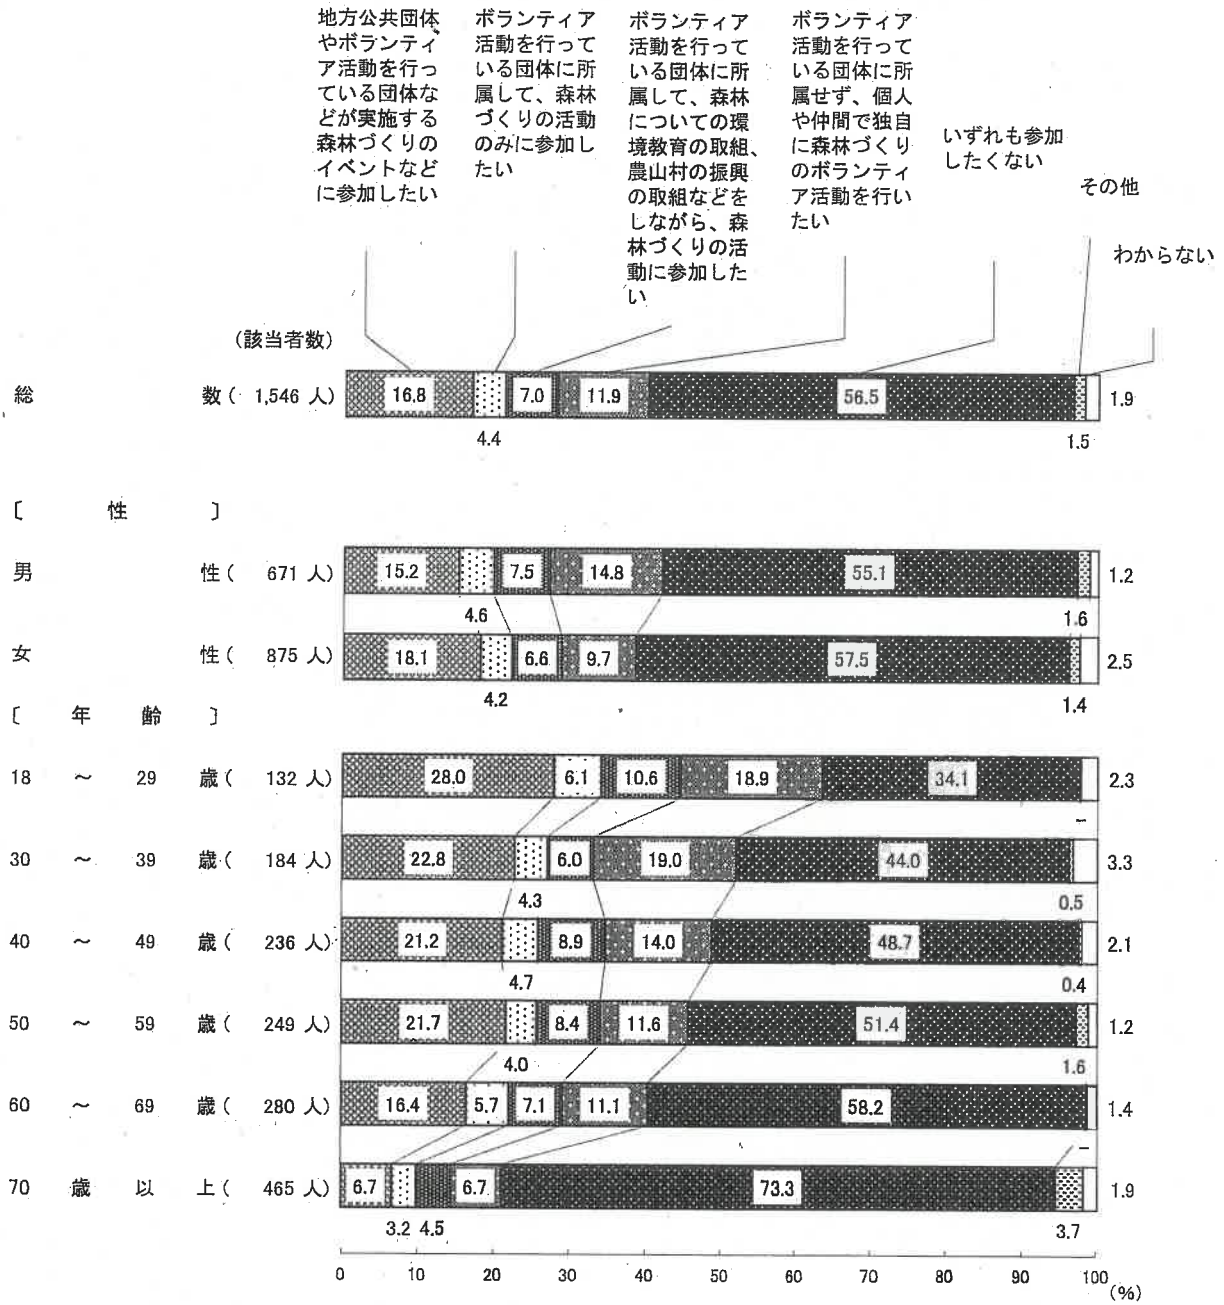 地方公共団体
やボランティ
ア活動を行っ
ている団体な
どが実施する
森林づくりの
イベントなど
に参加したい
ボランティア
活動を行って
いる団体に所
属して、森林
づくりの活動
のみに参加し
たい
ボランティア
活動を行って
いる団体に所
属して、森林
についての環
境教育の取組、
農山村の振興
の取組などを
しながら、森
林づくりの活
動に参加した
い
ボランティア
活動を行って
いる団体に所
属せず、個人
や仲間で独自
に森林づくり
のボランティ
ア活動を行い
たい
いずれも参加
したくない
その他
わからない
(該当者数)
総 数 ( 1,546 人) 16.8 7.0 11.9 56.5 1.9
4.4 1.5
〔 性 〕
男 性 ( 671 人) 15.2 7.5 14.8 55.1 1.2
4.6 1.6
女 性 ( 875 人) 18.1 6.6 9.7 57.5 2.5
4.2 1.4
〔 年 齢 〕
18 ～ 29 歳 ( 132 人) 28.0 6.1 10.6 18.9 34.1 2.3
-
30 ～ 39 歳 ( 184 人) 22.8 6.0 19.0 44.0 3.3
4.3 0.5
40 ～ 49 歳 ( 236 人) 21.2 8.9 14.0 48.7 2.1
4.7 0.4
50 ～ 59 歳 ( 249 人) 21.7 8.4 11.6 51.4 1.2
4.0 1.6
60 ～ 69 歳 ( 280 人) 16.4 5.7 7.1 11.1 58.2 1.4
-
70 歳 以 上 ( 465 人) 6.7 6.7 73.3 1.9
3.2 4.5 3.7
0 10 20 30 40 50 60 70 80 90 100
(%)